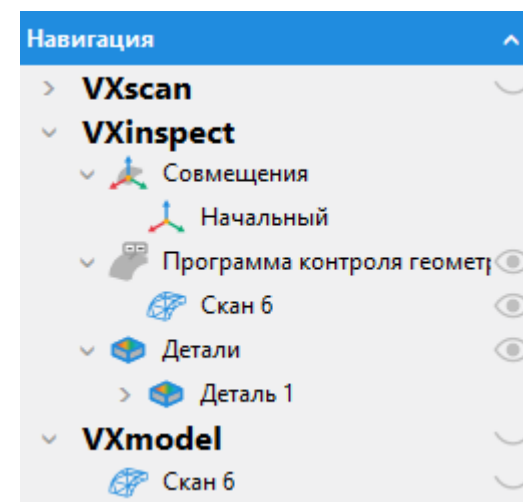 Навигация
VXscan
VXinspect
Совмещения
Начальный
Программа контроля геомет
Скан 6
Детали
Деталь 1
VXmodel
Скан 6